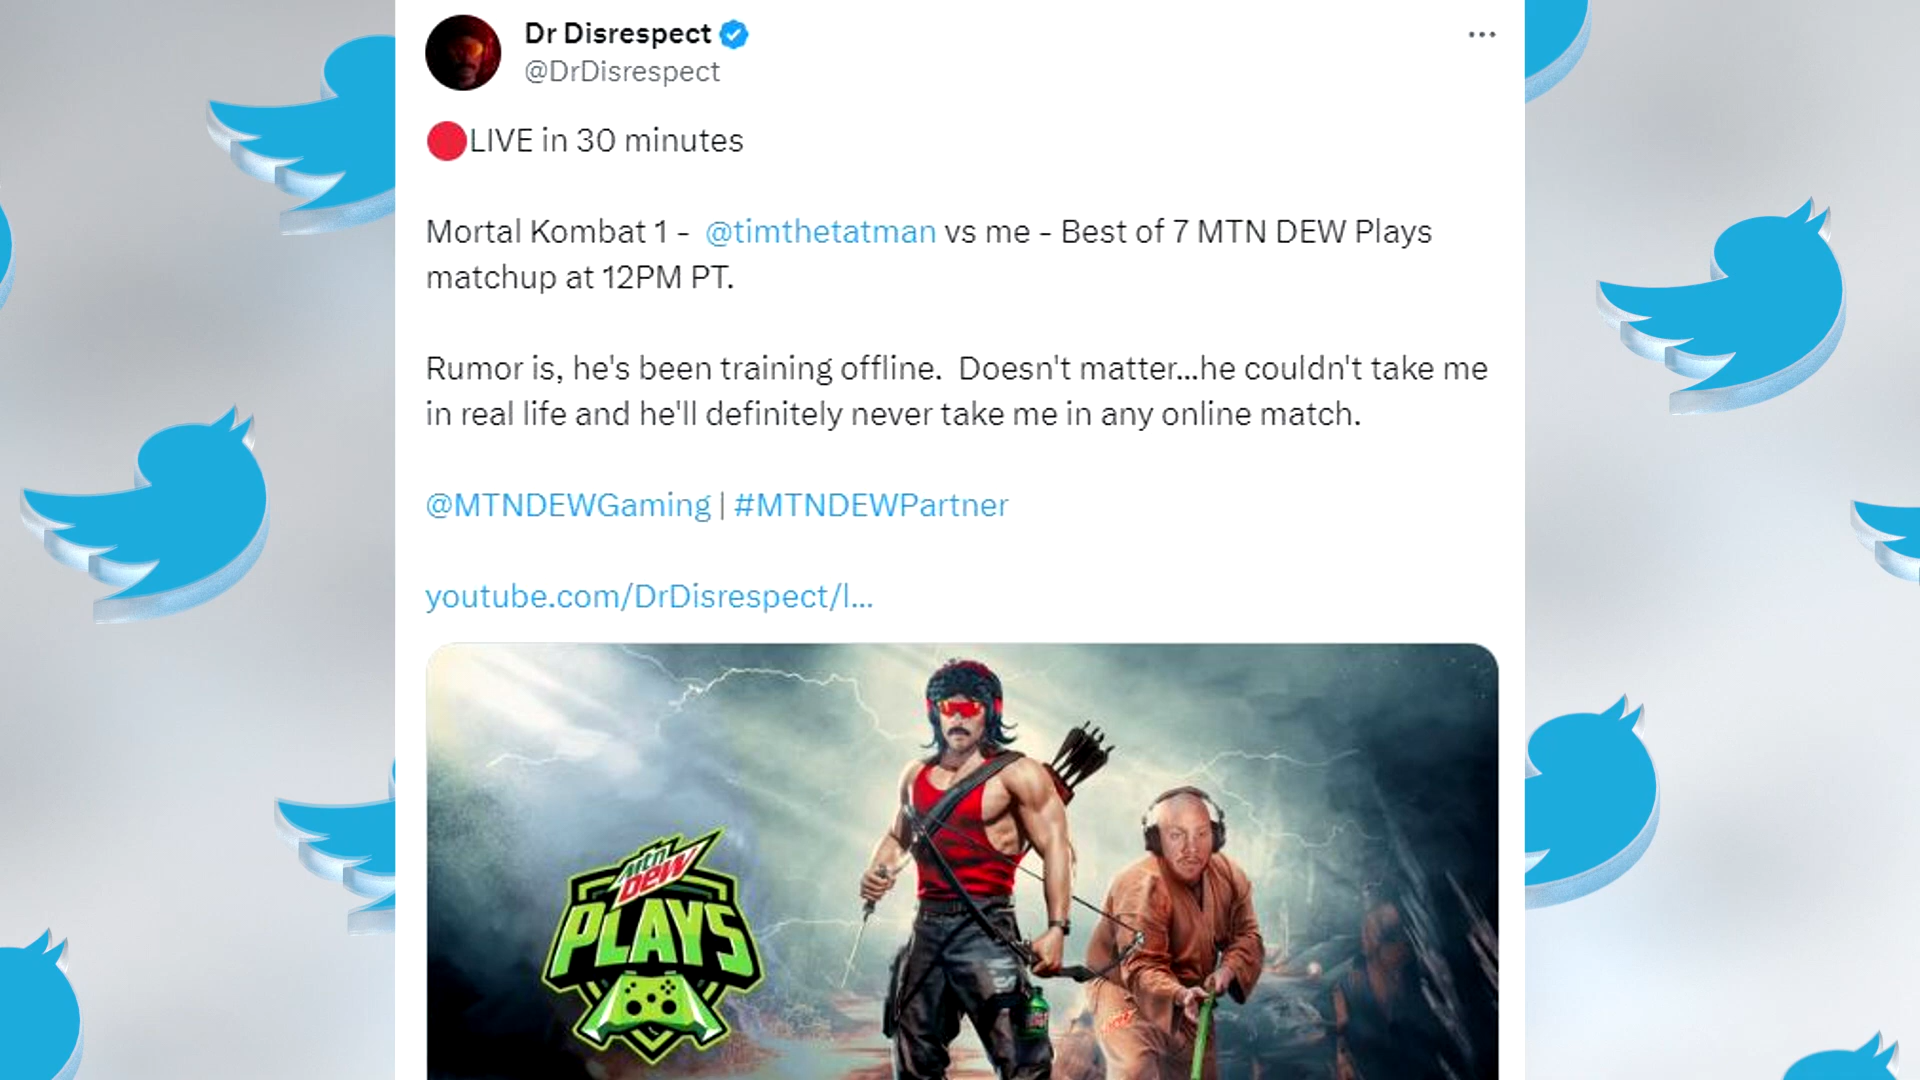 Dr Disrespect
@DrDisrespect
LIVE in 30 minutes
Mortal Kombat 1 -  @timthetatman vs me - Best of 7 MTN DEW Plays
matchup at 12PM PT.
Rumor is, he's been training offline.  Doesn't matter...he couldn't take me
in real life and he'll definitely never take me in any online match.
@MTNDEWGaming | #MTNDEWPartner
youtube.com/DrDisrespect/l...
mtn
DEW
PLAYS